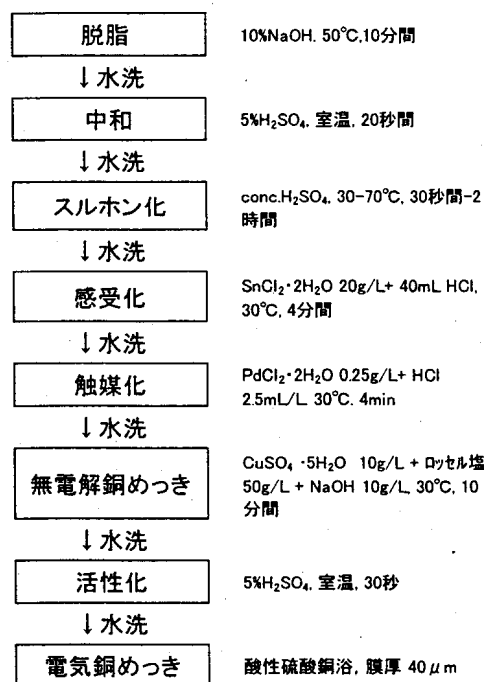 脱脂
10%NaOH. 50℃,10分間
↓水洗
中和
5%H₂SO₄, 室温, 20秒間
↓水洗
スルホン化
conc.H₂SO₄, 30-70℃, 30秒間-2
時間
↓水洗
感受化
SnCl₂・2H₂O 20g/L+ 40mL HCl,
30℃, 4分間
↓水洗
触媒化
PdCl₂・2H₂O 0.25g/L+ HCl
2.5mL/L 30℃. 4min
↓水洗
無電解銅めっき
CuSO₄ ・5H₂O 10g/L + ロッセル塩
50g/L + NaOH 10g/L, 30℃, 10
分間
↓水洗
活性化
5%H₂SO₄, 室温, 30秒
↓水洗
電気銅めっき
酸性硫酸銅浴, 膜厚 40μm